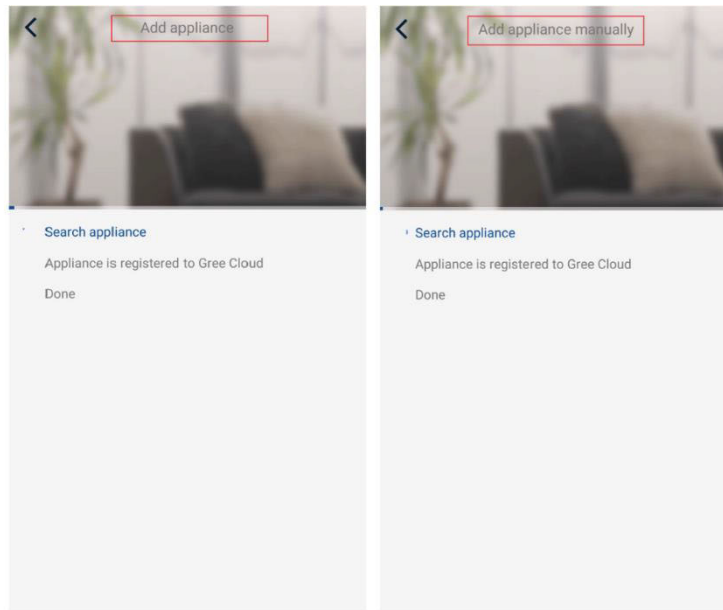 Add appliance
Search appliance
Appliance is registered to Gree Cloud
Done
Add appliance manually
Search appliance
Appliance is registered to Gree Cloud
Done